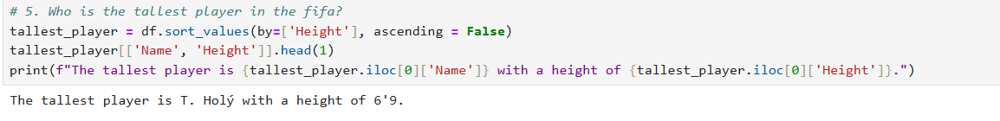 # 5. Who is the tallest player in the fifa?
tallest_player = df.sort_values(by=['Height'], ascending = False)
tallest_player[['Name', 'Height']].head(1)
print(f"The tallest player is {tallest_player.iloc[0]['Name']} with a height of {tallest_player.iloc[0]['Height']}.")
The tallest player is T. Holý with a height of 6'9.